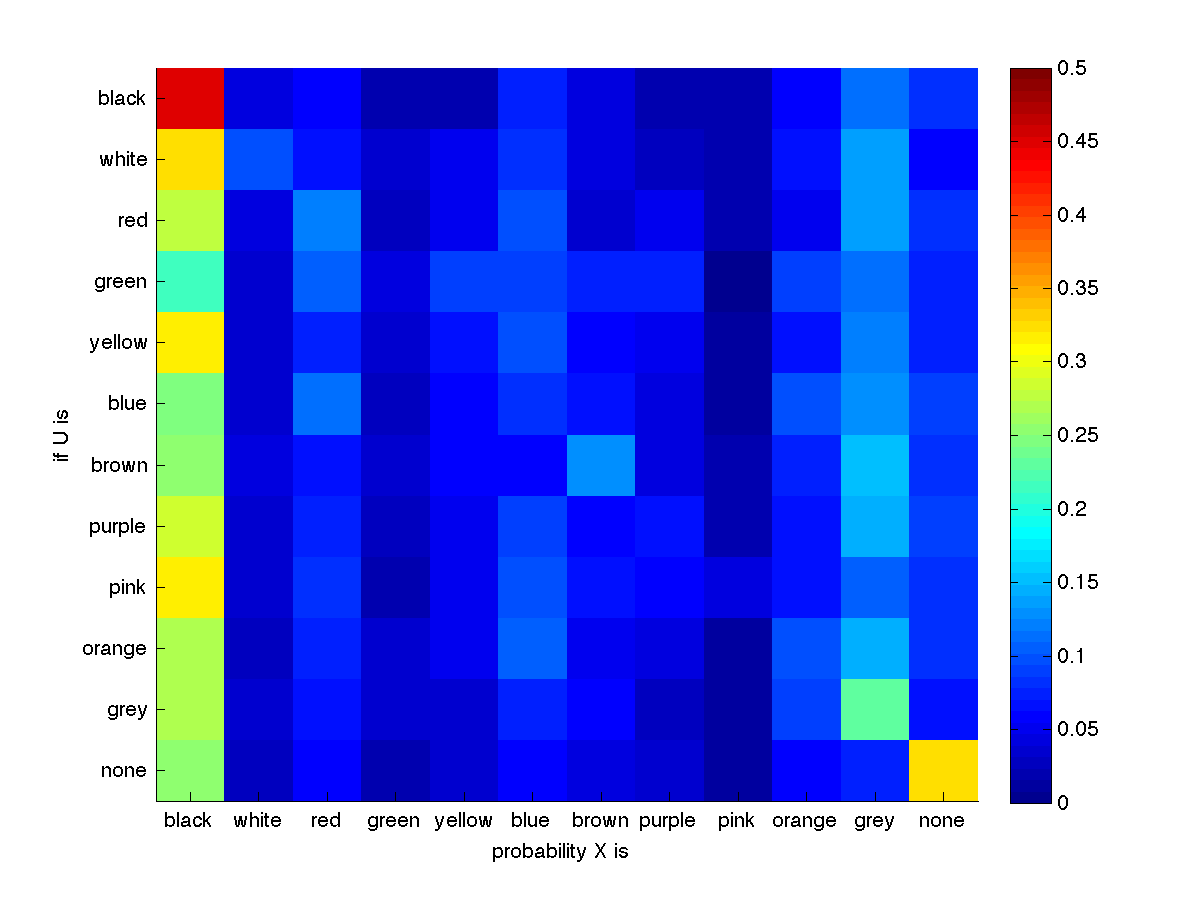 black
white
red
green
yellow
blue
brown
purple
pink
orange
grey
none
if U is
black white red green yellow blue brown purple pink orange grey none
probability X is
0.5
0.45
0.4
0.35
0.3
0.25
0.2
0.15
0.1
0.05
0